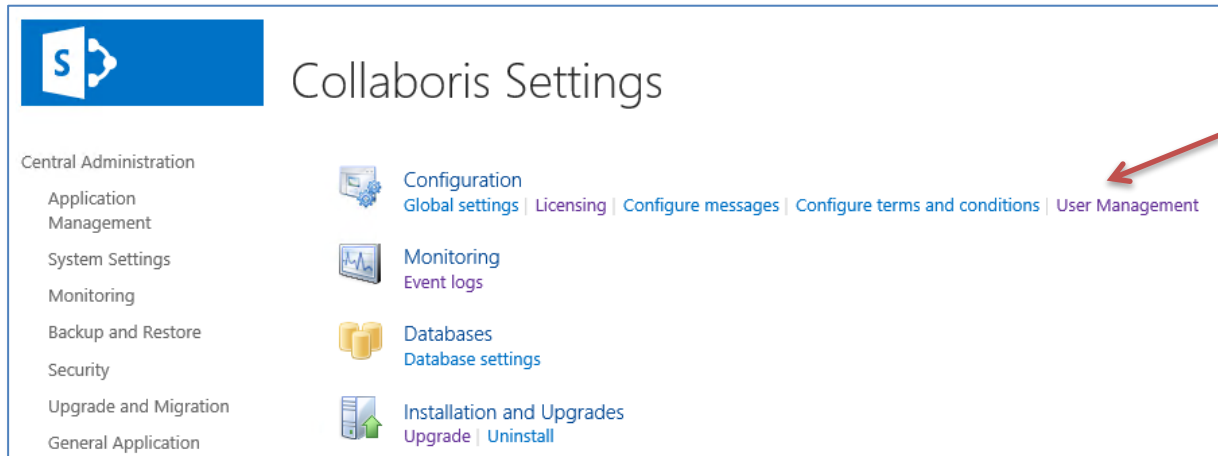 S
Collaboris Settings
Central Administration
Application
Management
System Settings
Monitoring
Backup and Restore
Security
Upgrade and Migration
General Application
Configuration
Global settings | Licensing | Configure messages | Configure terms and conditions | User Management
Monitoring
Event logs
Databases
Database settings
Installation and Upgrades
Upgrade | Uninstall